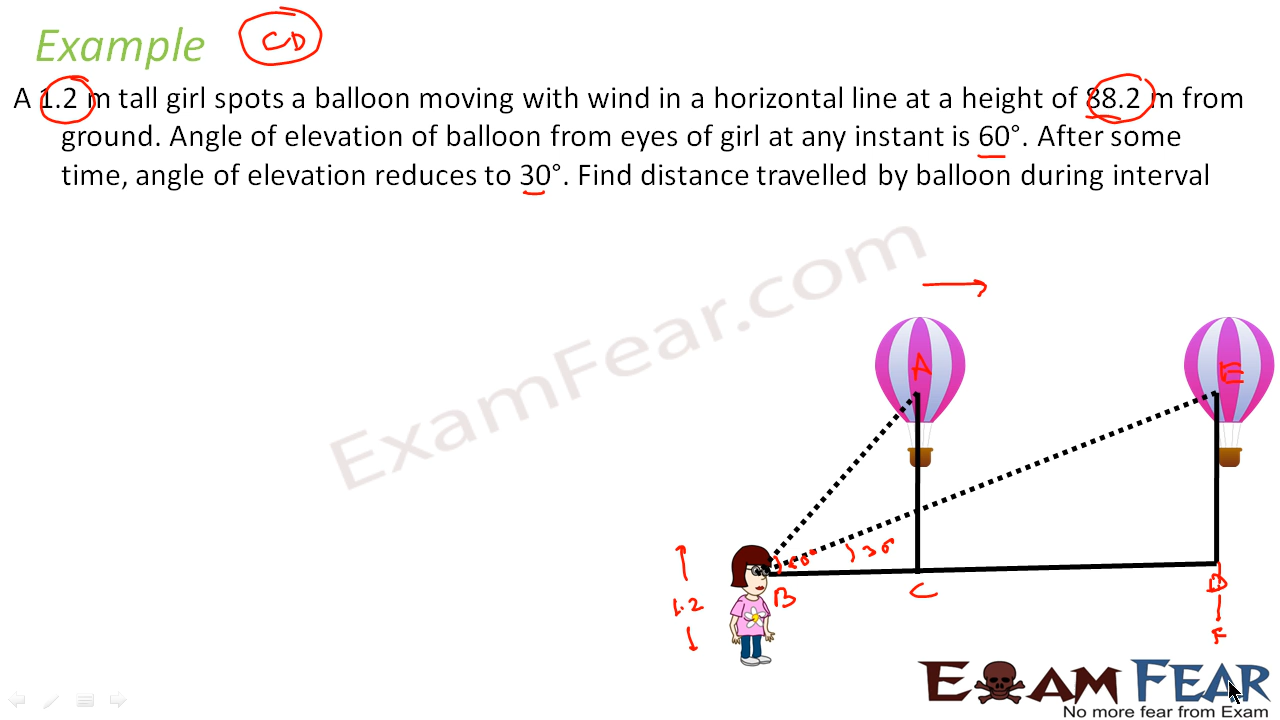 Example CD
A 1.2 m tall girl spots a balloon moving with wind in a horizontal line at a height of 88.2 m from
ground. Angle of elevation of balloon from eyes of girl at any instant is 60°. After some
time, angle of elevation reduces to 30°. Find distance travelled by balloon during interval
ExamFear.com
A E
60° 30°
B C D
1.2
F
EXAM FEAR
No more fear from Exam